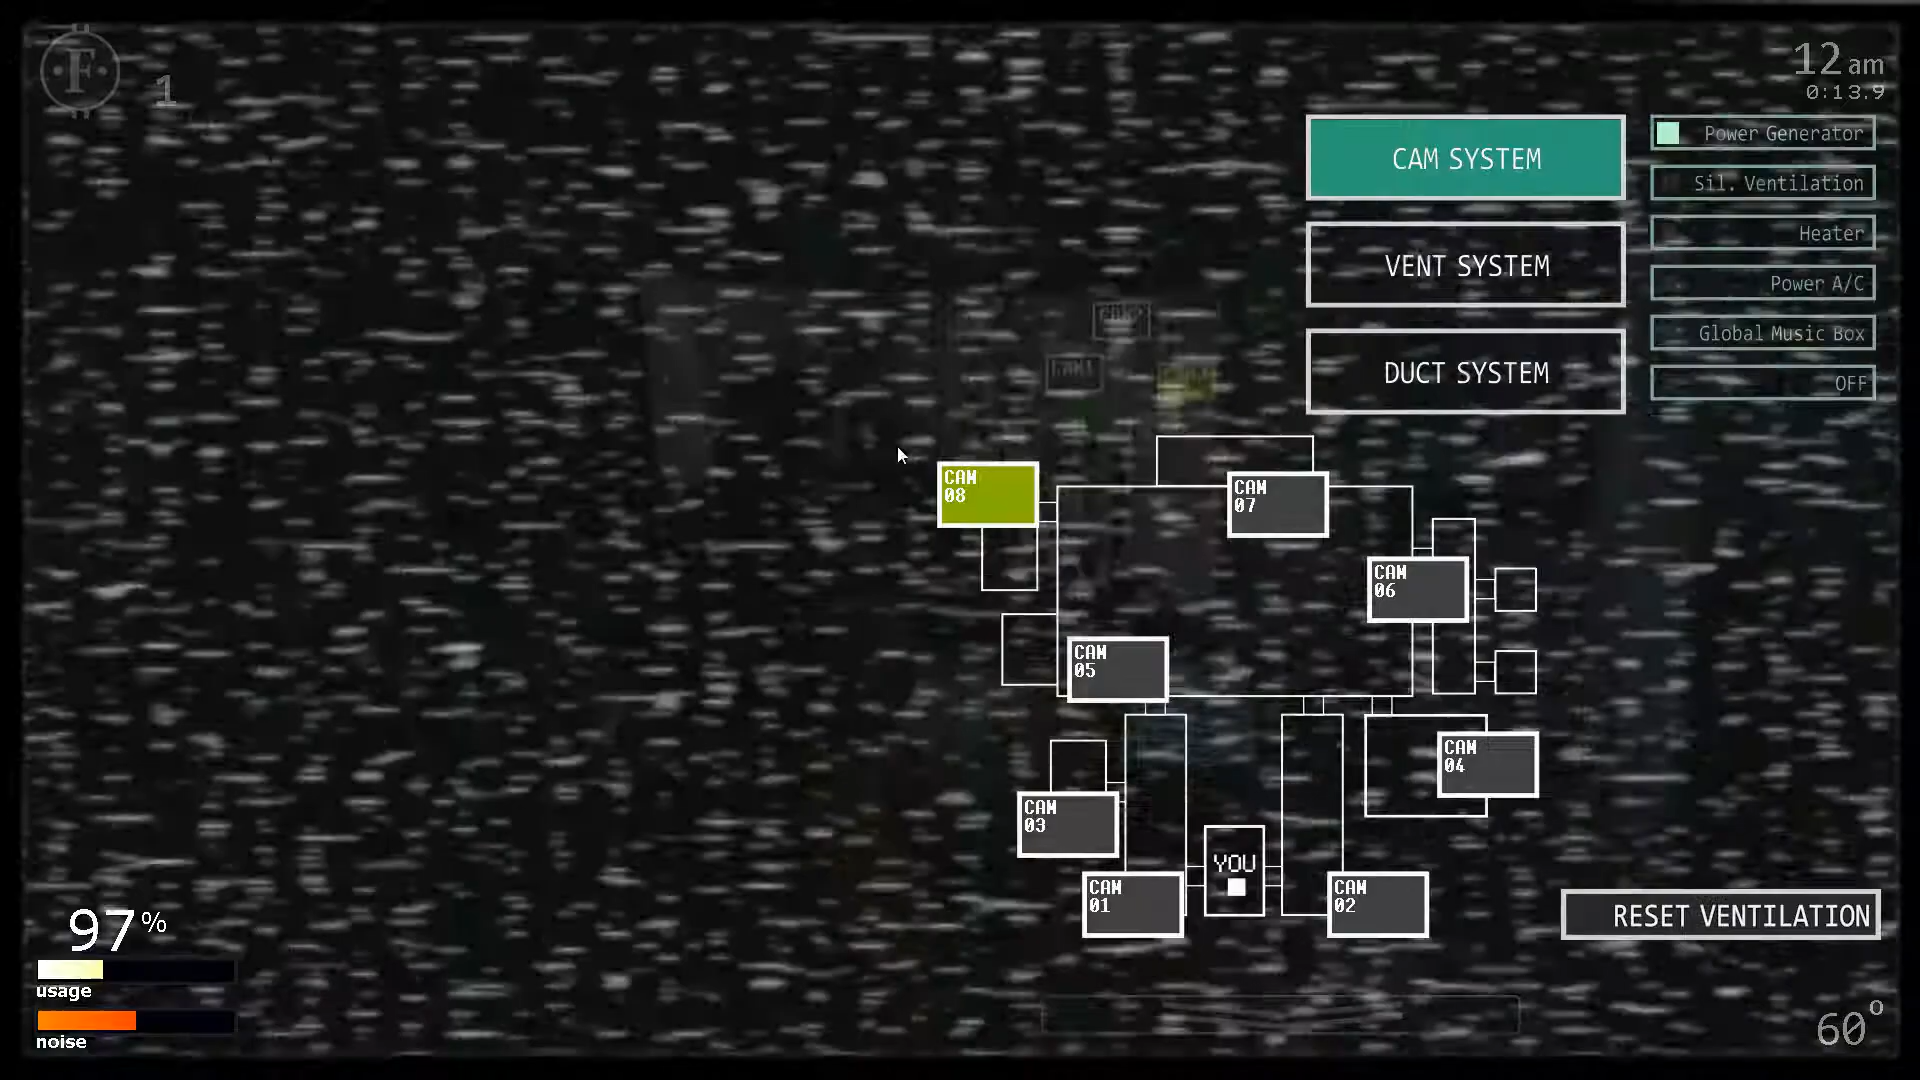 F
1
12 am
0:13.9
CAM SYSTEM
VENT SYSTEM
DUCT SYSTEM
Power Generator
Sil. Ventilation
Heater
Power A/C
Global Music Box
OFF
CAM
08
CAM
07
CAM
06
CAM
05
CAM
04
CAM
03
YOU
CAM
01
CAM
02
RESET VENTILATION
97%
usage
noise
60°